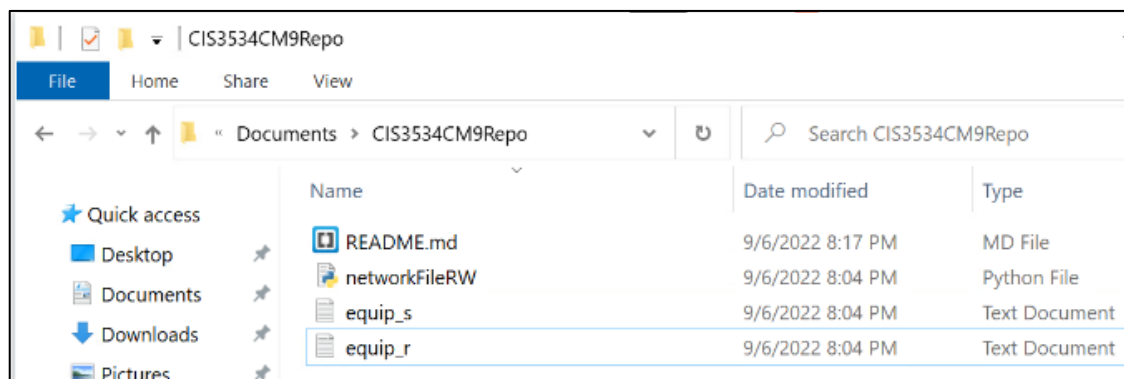 CIS3534CM9Repo
File Home Share View
« Documents > CIS3534CM9Repo Search CIS3534CM9Repo
Name Date modified Type
Quick access
README.md 9/6/2022 8:17 PM MD File
Desktop
networkFileRW 9/6/2022 8:04 PM Python File
Documents
equip_s 9/6/2022 8:04 PM Text Document
Downloads
equip_r 9/6/2022 8:04 PM Text Document
Pictures